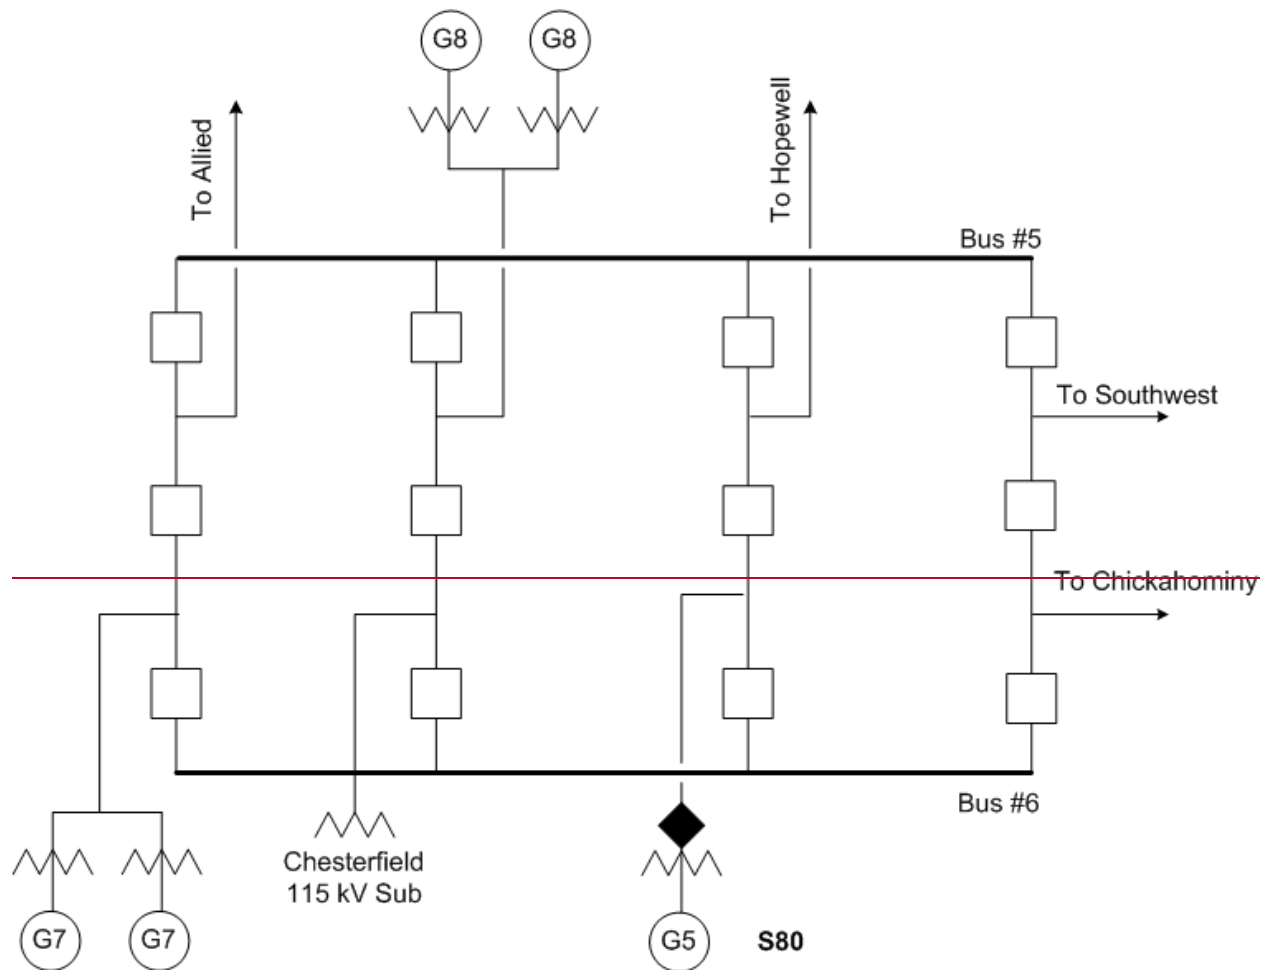 G8
G8
To Allied
To Hopewell
Bus #5
To Southwest
To Chickahominy
Bus #6
Chesterfield
115 kV Sub
G7
G7
G5
S80